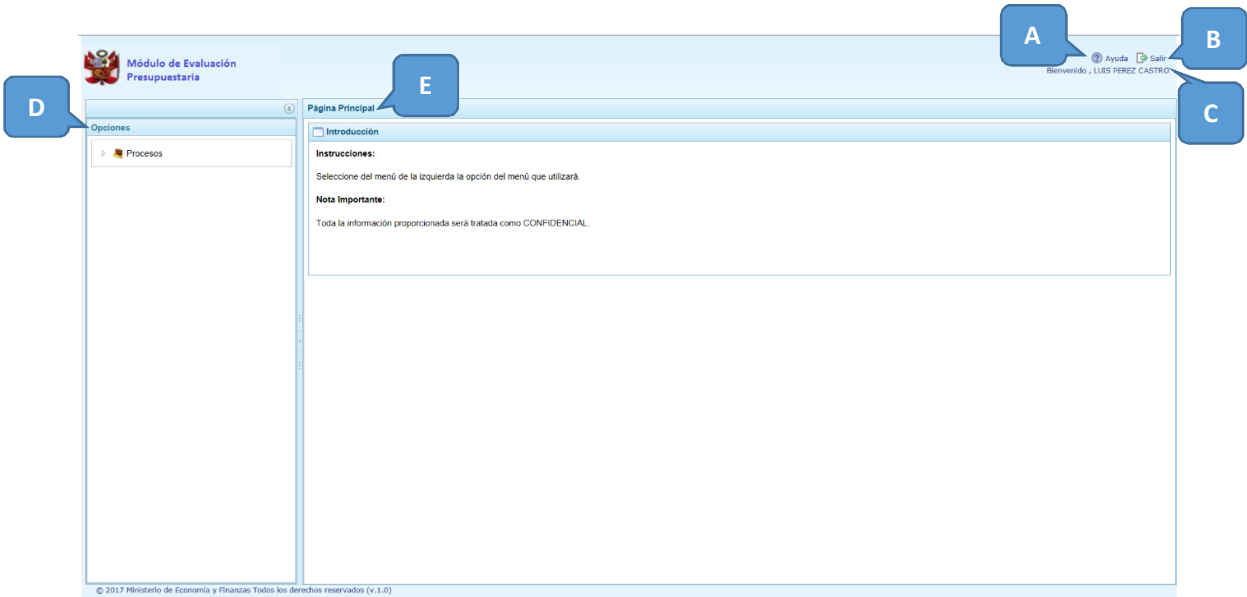 A
B
Módulo de Evaluación
Presupuestaria
Ayuda Salir
Bienvenido , LUIS PEREZ CASTRO
E
D
C
Página Principal
Opciones
Introducción
Procesos
Instrucciones:
Seleccione del menú de la izquierda la opción del menú que utilizará.
Nota Importante:
Toda la información proporcionada será tratada como CONFIDENCIAL.
© 2017 Ministerio de Economía y Finanzas Todos los derechos reservados (v.1.0)